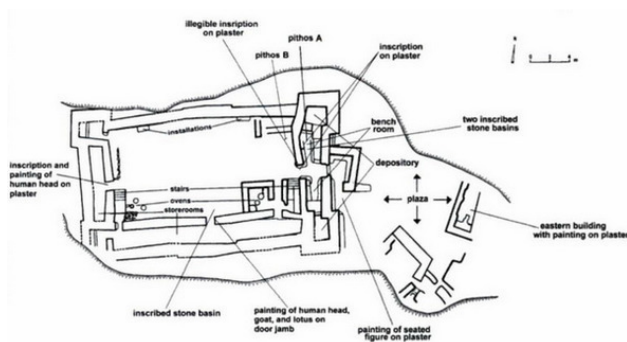 illegible insription
on plaster
pithos A
pithos B
inscription
on plaster
bench
room
two inscribed
stone basins
depository
installations
inscription and
painting of
human head on
plaster
stairs
ovens
storerooms
plaza
eastern building
with painting on plaster
inscribed stone basin
painting of human head,
goat, and lotus on
door jamb
painting of seated
figure on plaster